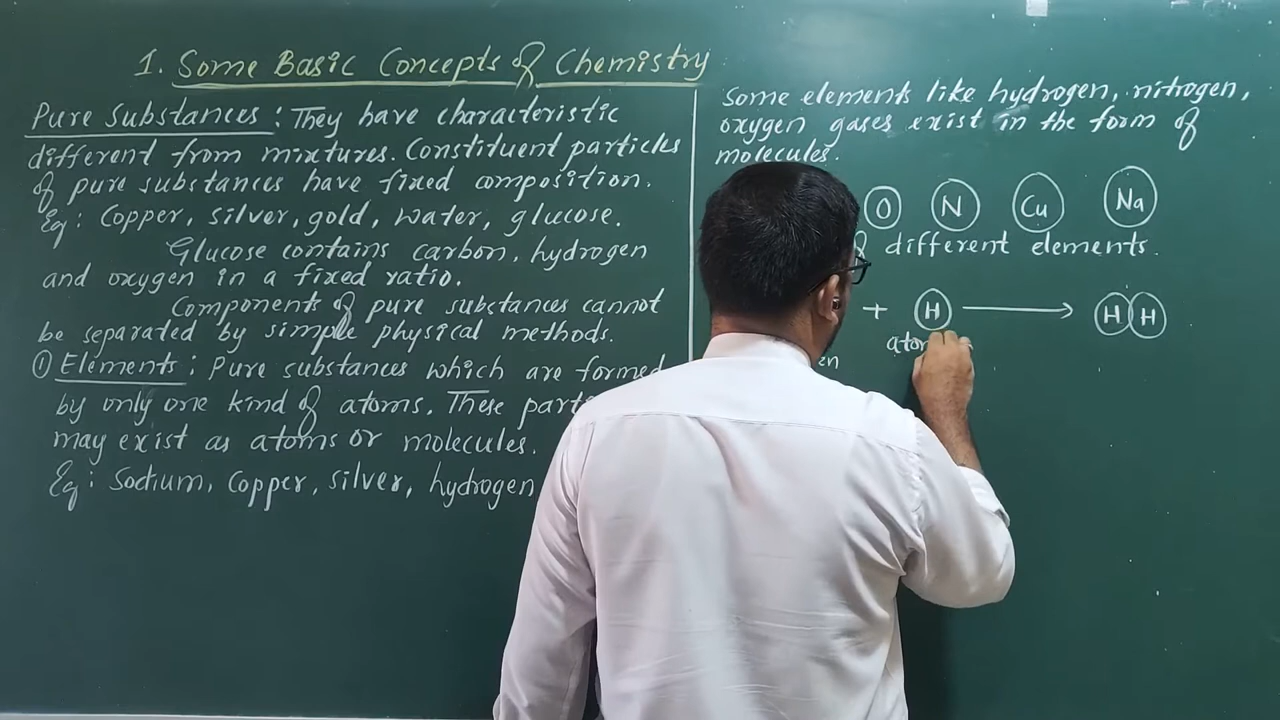 1. Some Basic Concepts of Chemistry
Pure Substances : They have characteristic
different from mixtures. Constituent particles
of pure substances have fixed composition.
Eg : Copper, silver, gold, water, glucose.
Glucose contains carbon, hydrogen
and oxygen in a fixed ratio.
Components of pure substances cannot
be separated by simple physical methods.
① Elements : Pure substances which are formed
by only one kind of atoms. These
may exist as atoms or molecules.
Eg : Sodium, Copper, silver, hydrogen
Some elements like hydrogen, nitrogen,
oxygen gases exist in the form of
molecules.
O N Cu Na
different elements.
+ H ⟶ H H